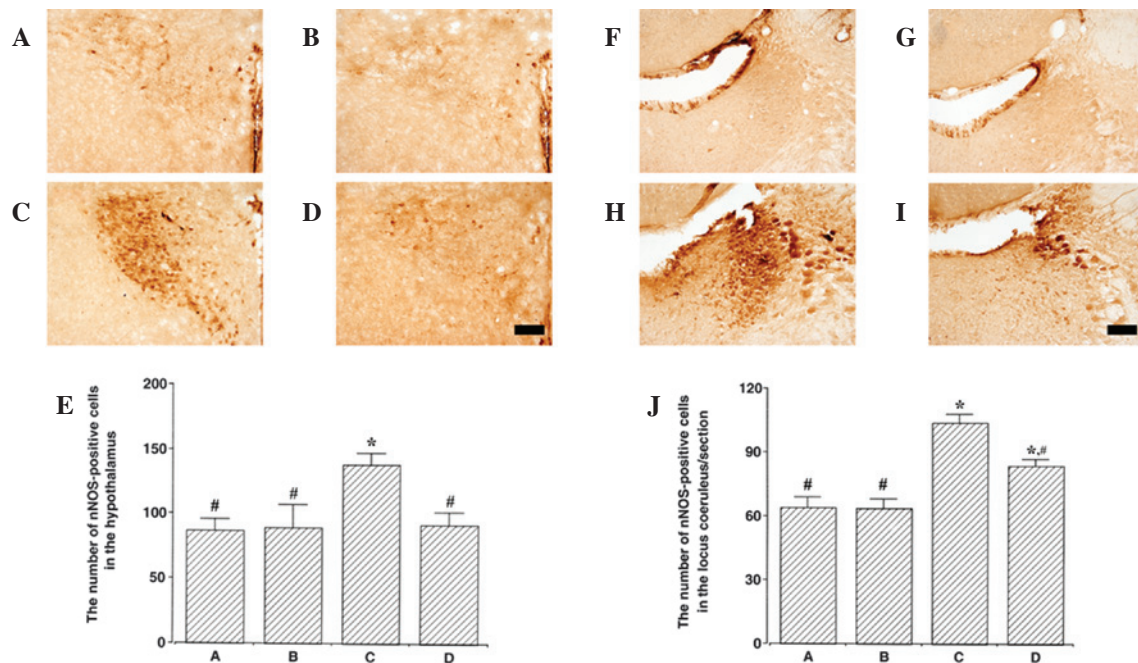 A
B
F
G
C
D
H
I
E
The number of nNOS-positive cells
in the hypothalamus
200
150
100
50
0
#
#
*
#
A
B
C
D
J
The number of nNOS-positive cells
in the locus coeruleus/section
120
90
60
30
0
#
#
*
*,#
A
B
C
D